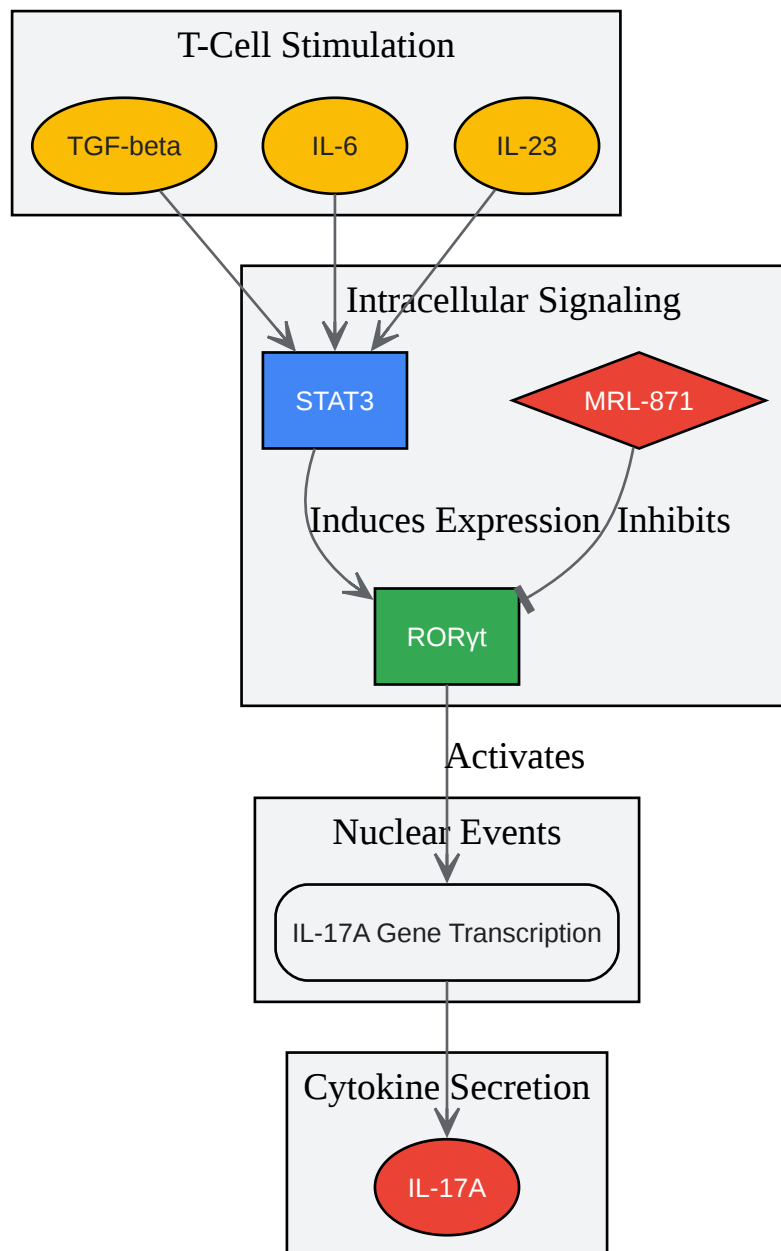 T-Cell Stimulation
TGF-beta
IL-6
IL-23
Intracellular Signaling
STAT3
MRL-871
Induces Expression
Inhibits
RORγt
Activates
Nuclear Events
IL-17A Gene Transcription
Cytokine Secretion
IL-17A